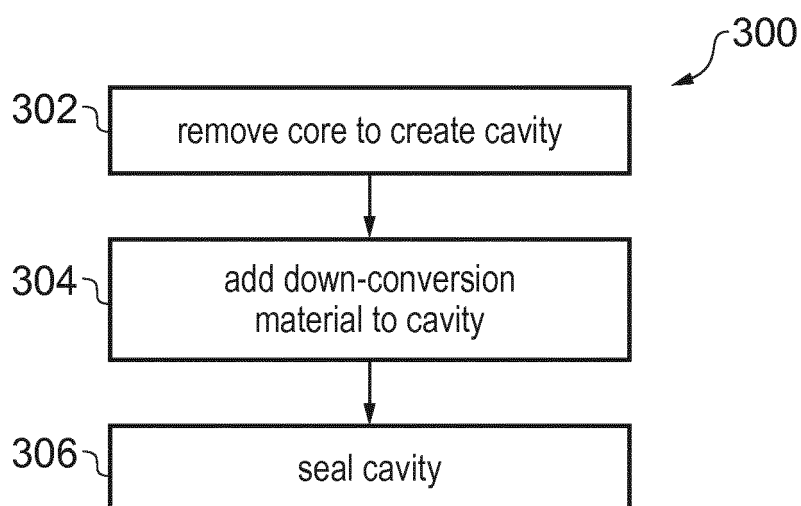 300
302
remove core to create cavity
304
add down-conversion
material to cavity
306
seal cavity